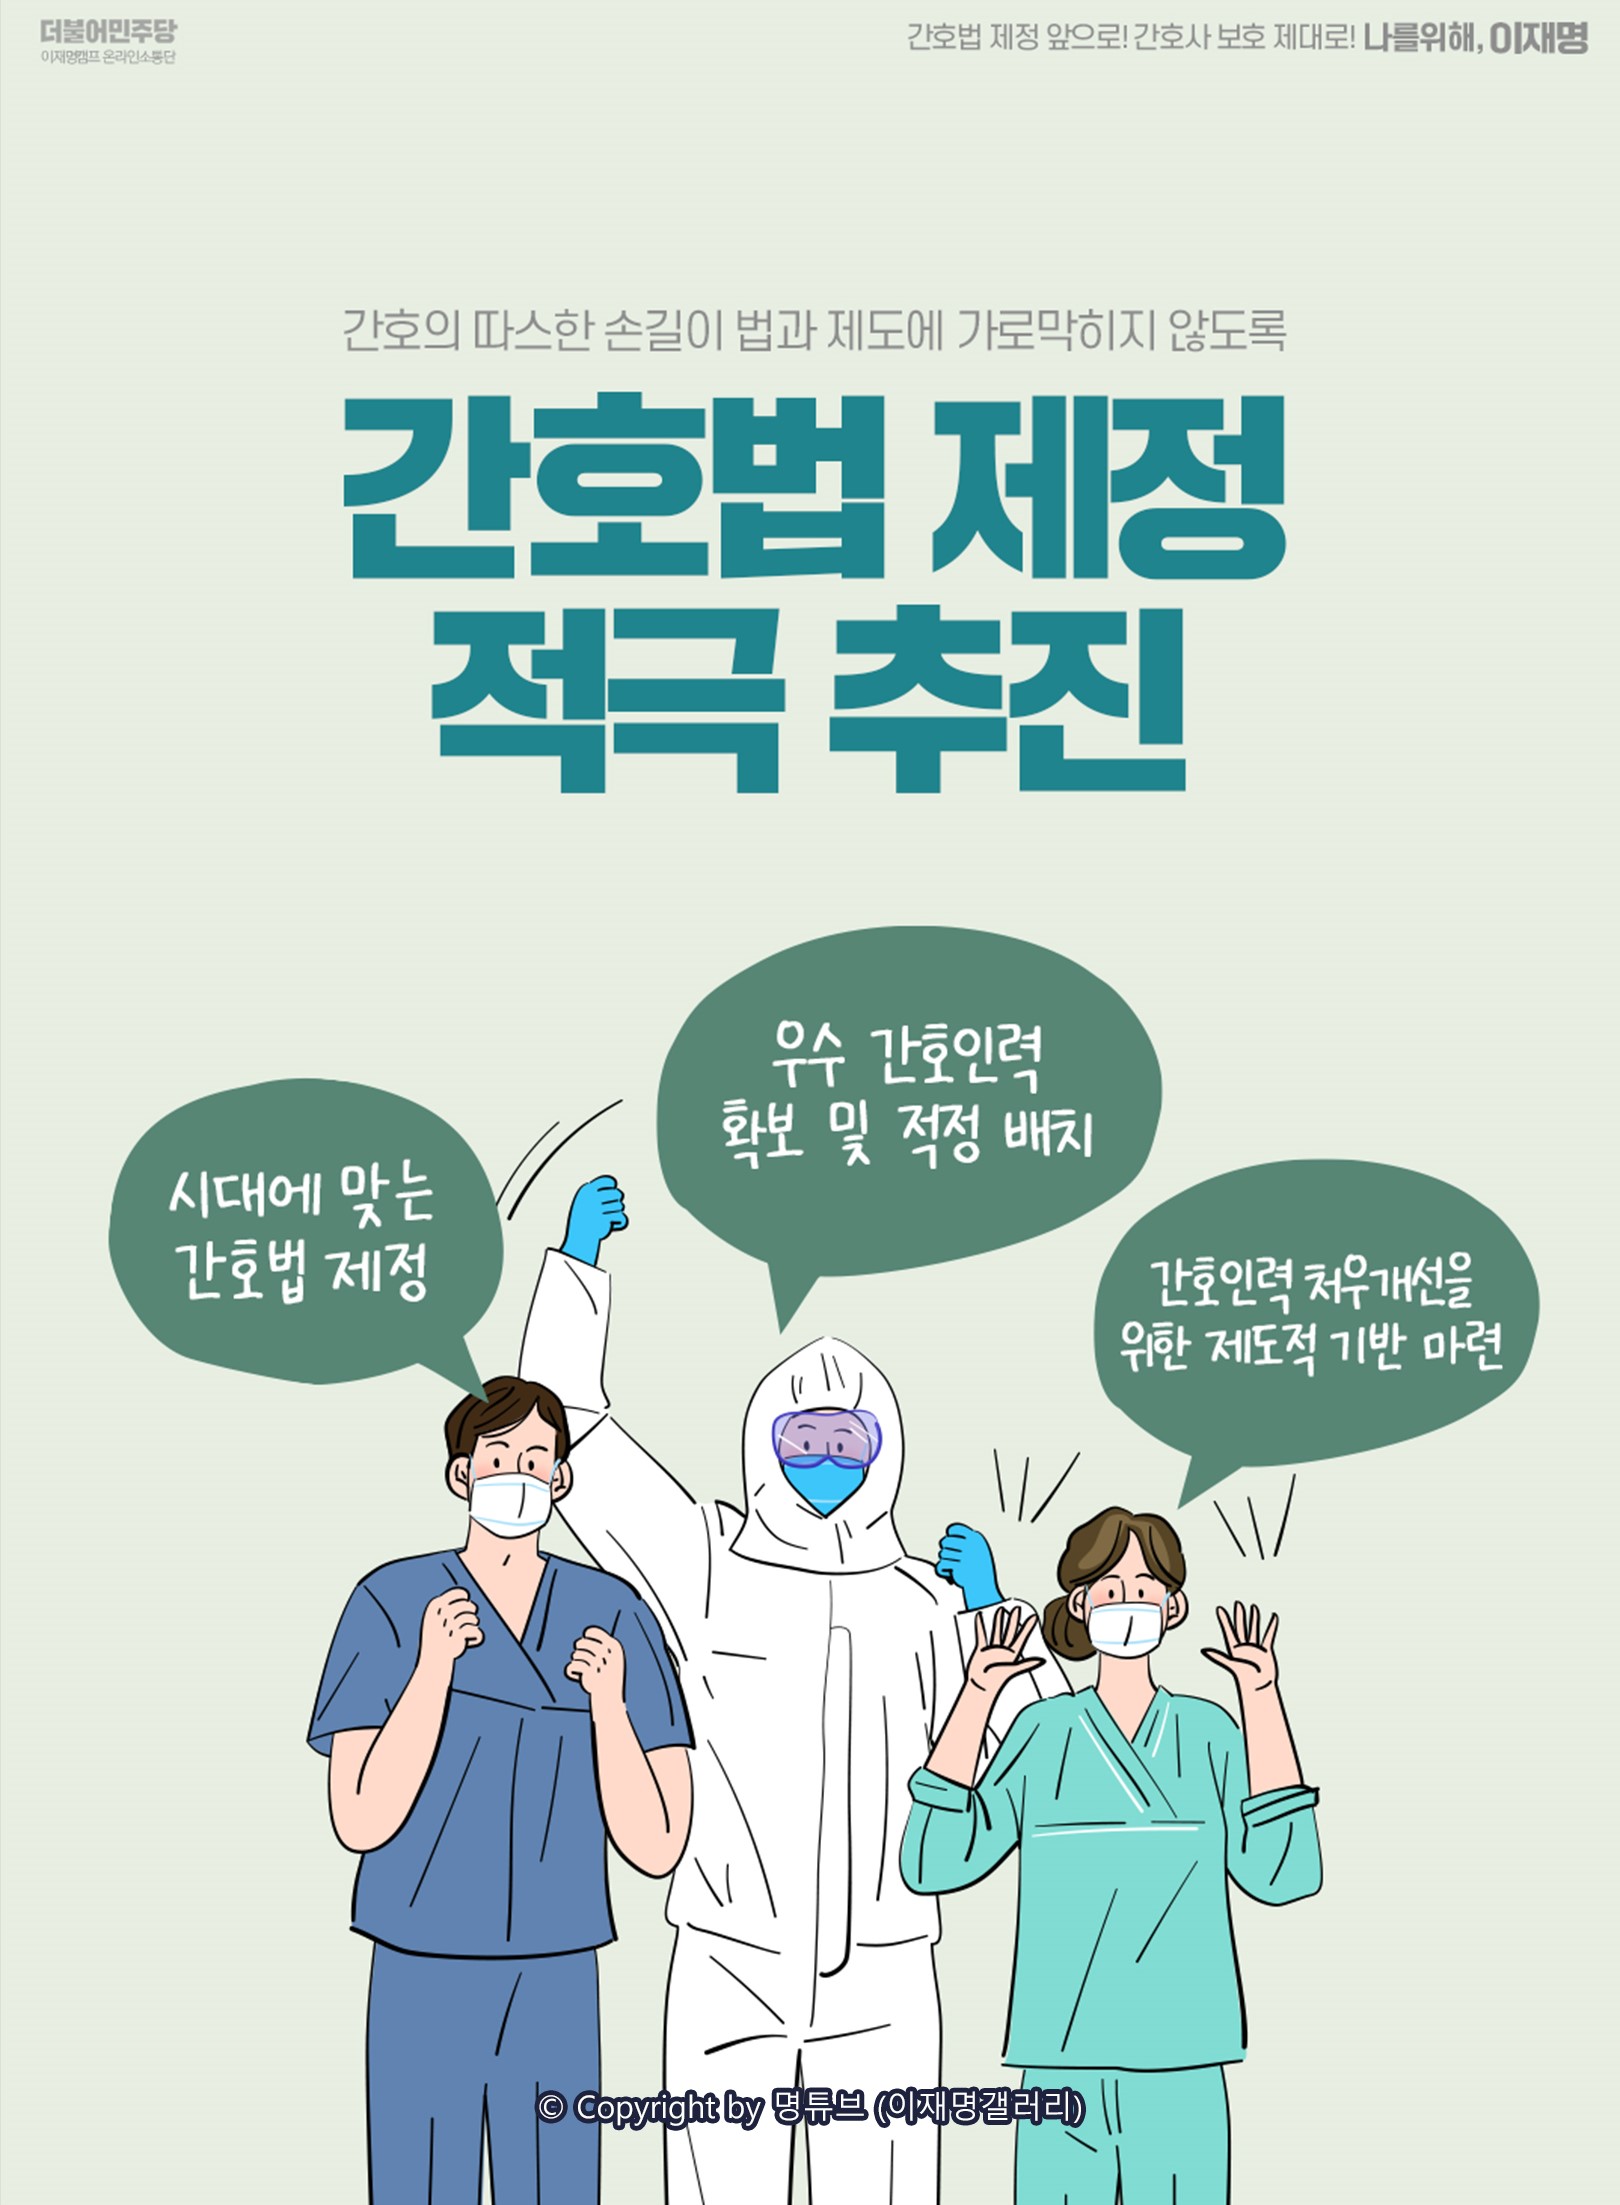 더불어민주당
이재명캠프 온라인소통단
간호법 제정 앞으로! 간호사 보호 제대로! 나를위해, 이재명
간호의 따스한 손길이 법과 제도에 가로막히지 않도록
간호법 제정
적극 추진
시대에 맞는
간호법 제정
우수 간호인력
확보 및 적정 배치
간호인력 처우개선을
위한 제도적 기반 마련
© Copyright by 명튜브 (이재명갤러리)